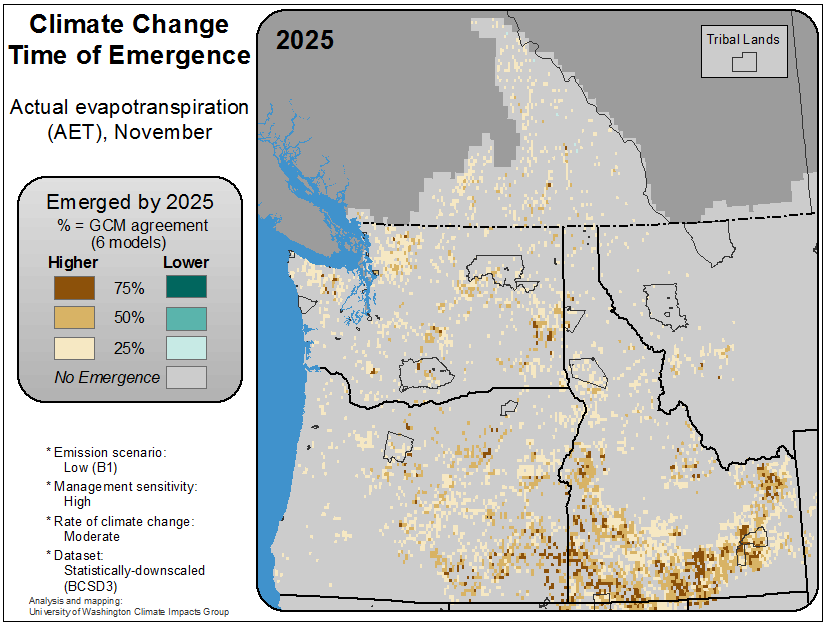 Climate Change
Time of Emergence
Actual evapotranspiration
(AET), November
Emerged by 2025
% = GCM agreement
(6 models)
Higher Lower
75%
50%
25%
No Emergence
* Emission scenario:
Low (B1)
* Management sensitivity:
High
* Rate of climate change:
Moderate
* Dataset:
Statistically-downscaled
(BCSD3)
Analysis and mapping:
University of Washington Climate Impacts Group
2025
Tribal Lands